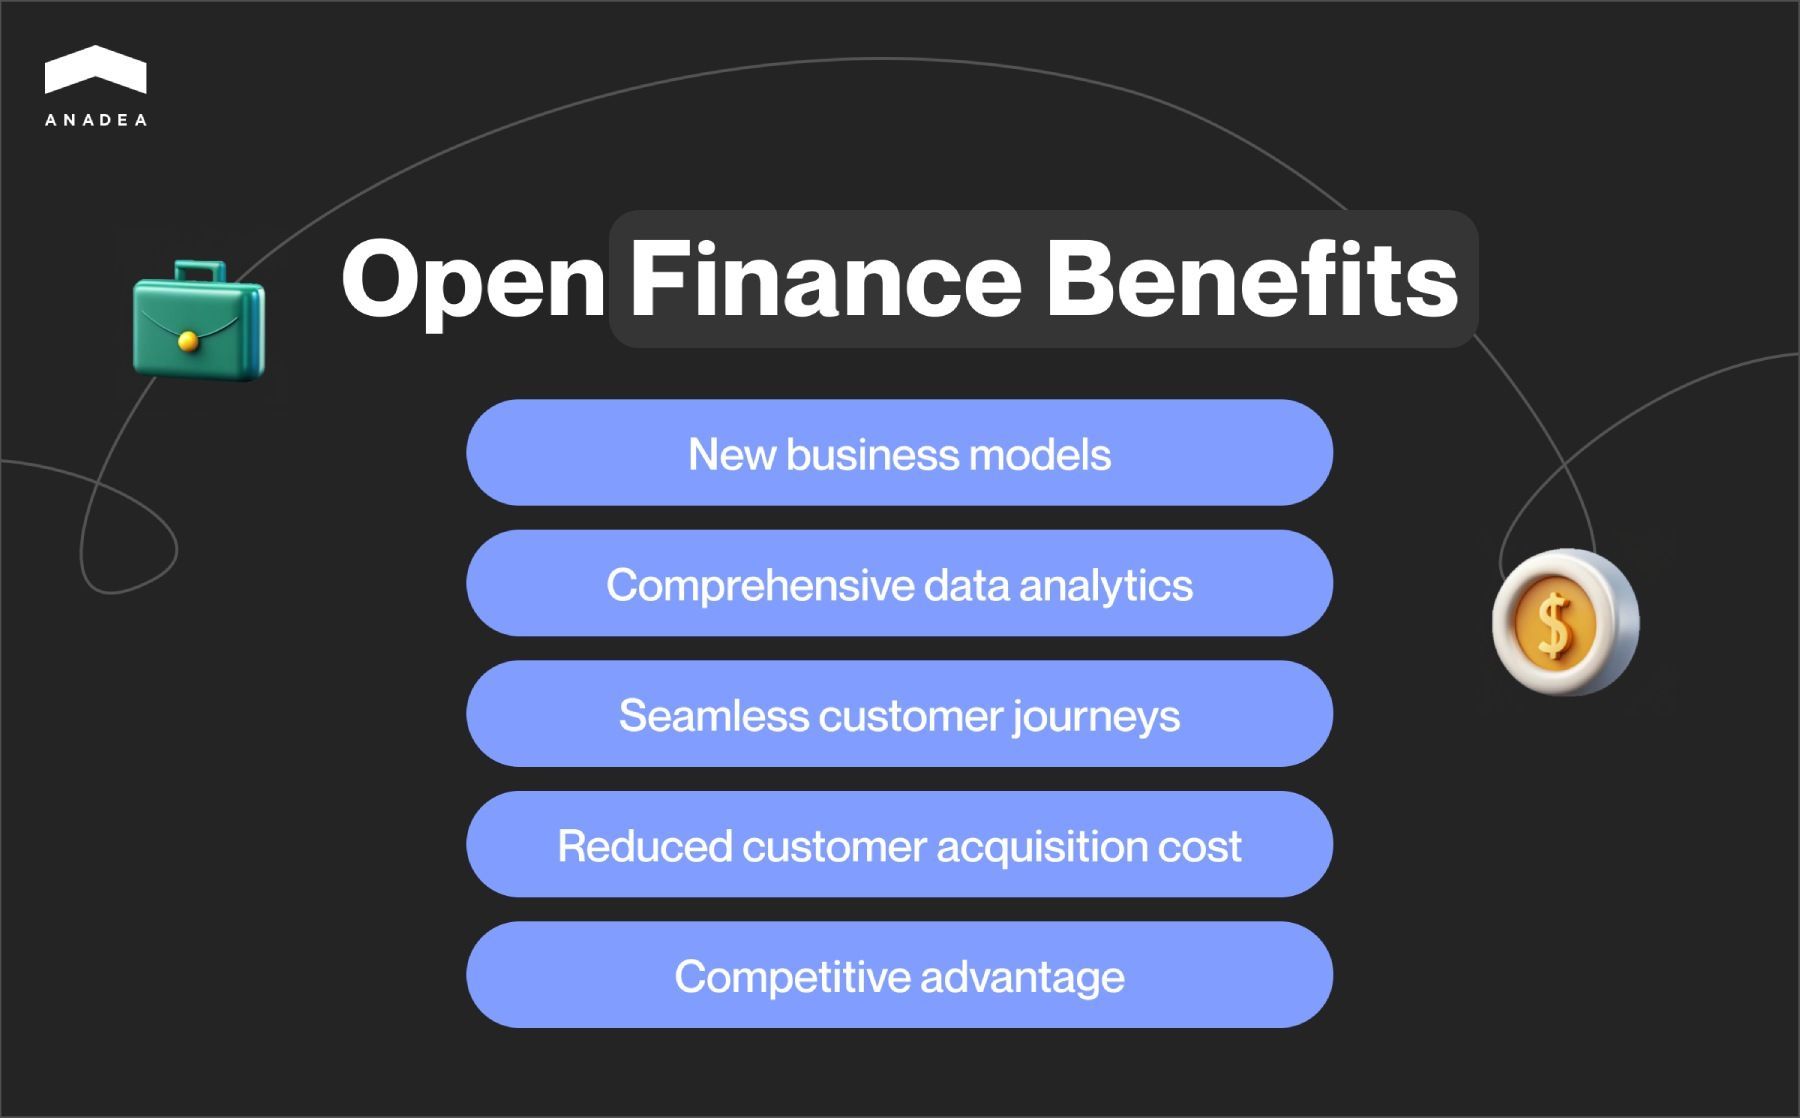 ANADEA
Open Finance Benefits
New business models
Comprehensive data analytics
Seamless customer journeys
$
Reduced customer acquisition cost
Competitive advantage